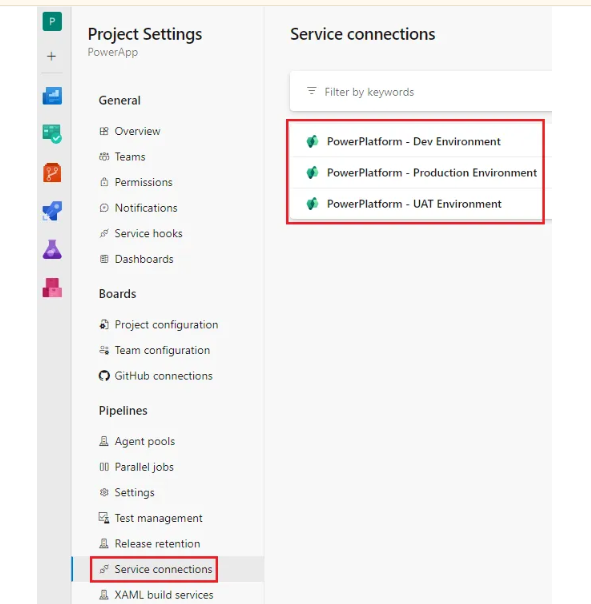 P
Project Settings
PowerApp
General
Overview
Teams
Permissions
Notifications
Service hooks
Dashboards
Boards
Project configuration
Team configuration
GitHub connections
Pipelines
Agent pools
Parallel jobs
Settings
Test management
Release retention
Service connections
XAML build services
Service connections
Filter by keywords
PowerPlatform - Dev Environment
PowerPlatform - Production Environment
PowerPlatform - UAT Environment